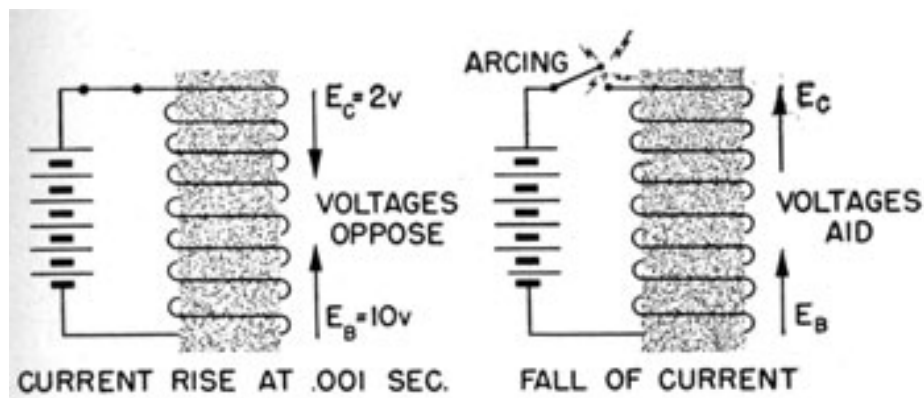 E_C=2v
VOLTAGES
OPPOSE
E_B=10v
CURRENT RISE AT .001 SEC.
ARCING
E_C
VOLTAGES
AID
E_B
FALL OF CURRENT